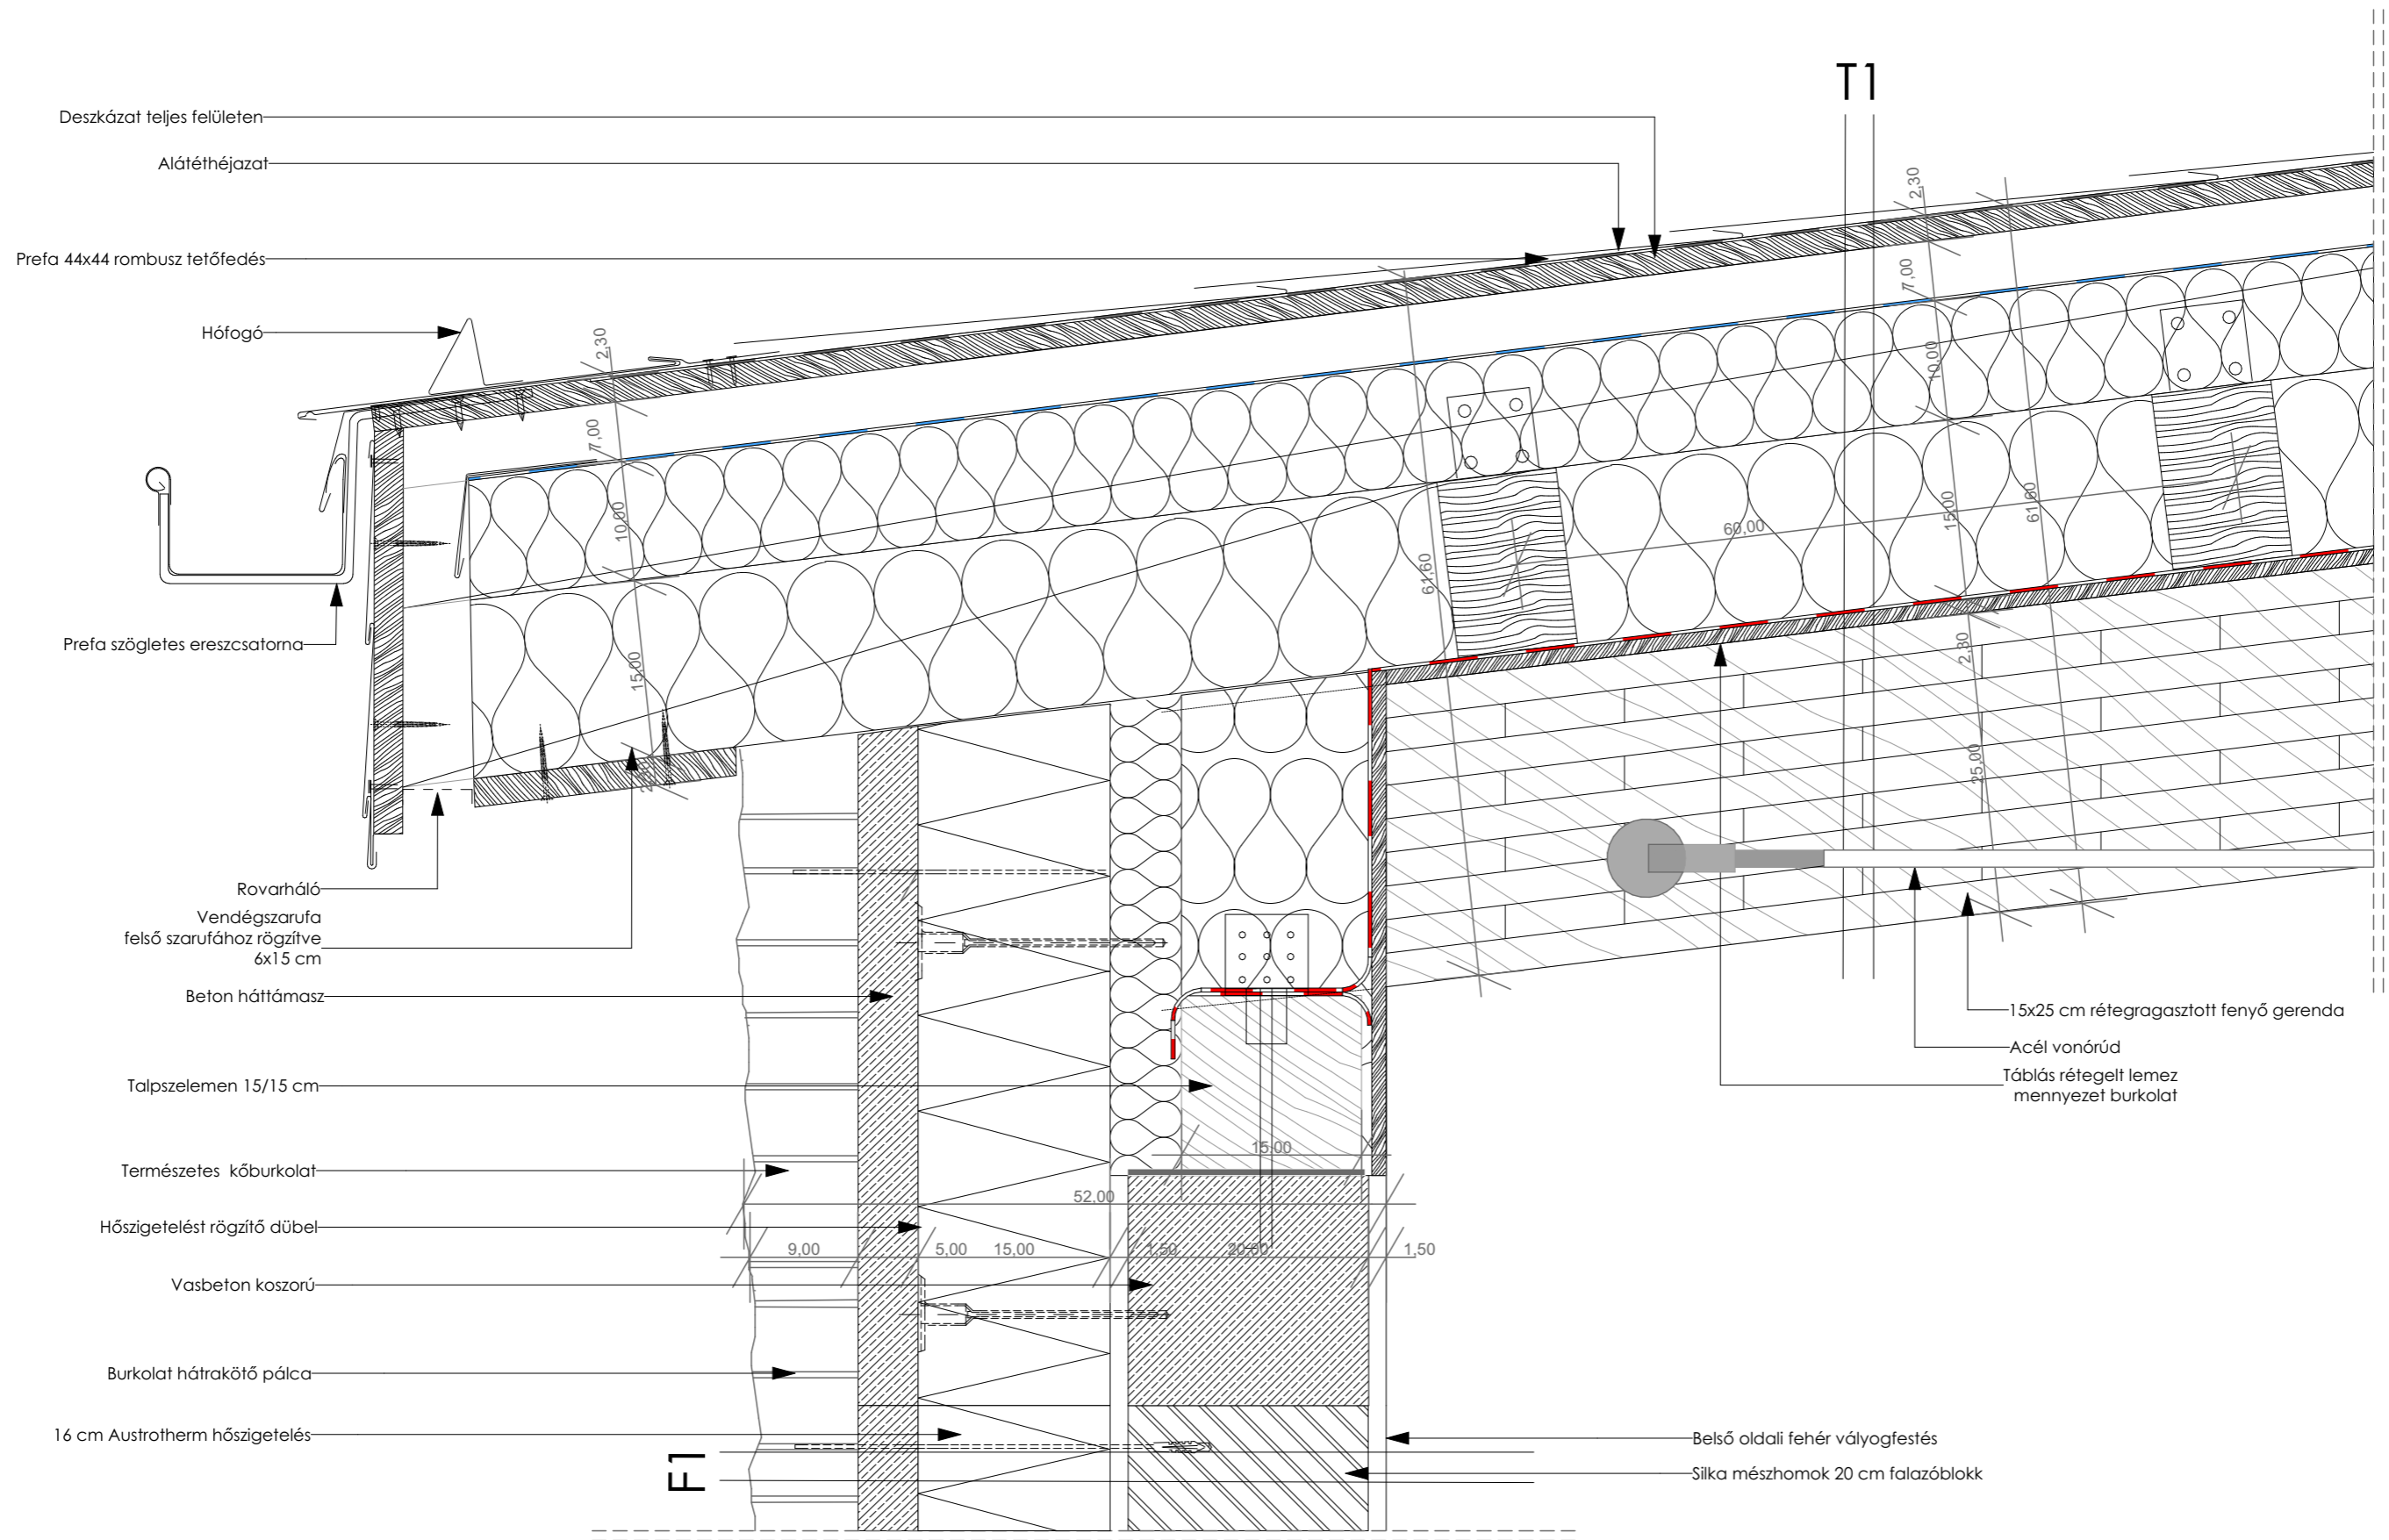 T1
Deszkázat teljes felületen
Alátéthéjazat
Prefa 44x44 rombusz tetőfedés
Hófogó
Prefa szögletes ereszcsatorna
Rovarháló
Vendégszarufa
felső szarufához rögzítve
6x15 cm
Beton háttámasz
Talpszelemen 15/15 cm
Természetes kőburkolat
Hőszigetelést rögzítő dübel
Vasbeton koszorú
Burkolat hátrakötő pálca
16 cm Austrotherm hőszigetelés
F1
2,30
7,00
10,00
15,00
61,60
60,00
2,30
7,00
10,00
15,00
61,60
2,30
25,00
15,00
52,00
9,00
5,00
15,00
1,50
20,00
1,50
15x25 cm rétegragasztott fenyő gerenda
Acél vonórúd
Táblás rétegelt lemez
mennyezet burkolat
Belső oldali fehér vályogfestés
Silka mészhomok 20 cm falazóblokk